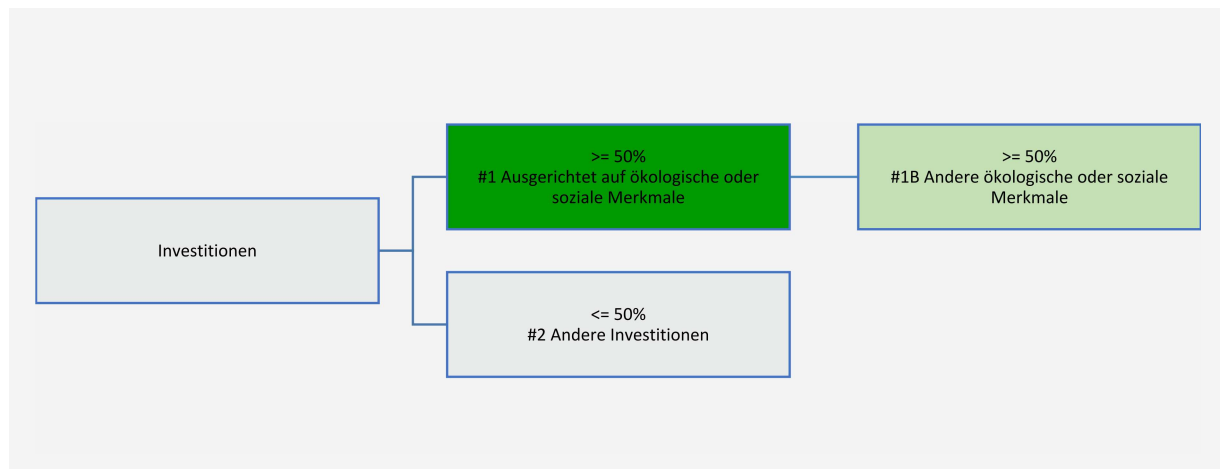 Investitionen
>= 50%
#1 Ausgerichtet auf ökologische oder
soziale Merkmale
>= 50%
#1B Andere ökologische oder soziale
Merkmale
<= 50%
#2 Andere Investitionen